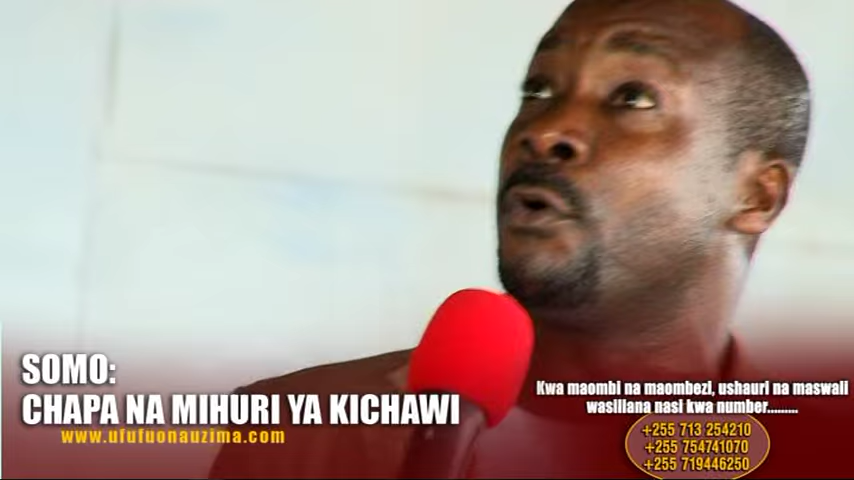 SOMO:
CHAPA NA MIHURI YA KICHAWI
www.ufufuonauzima.com
Kwa maombi na maombezi, ushauri na maswali
wasiliana nasi kwa number.........
+255 713 254210
+255 754741070
+255 719446250